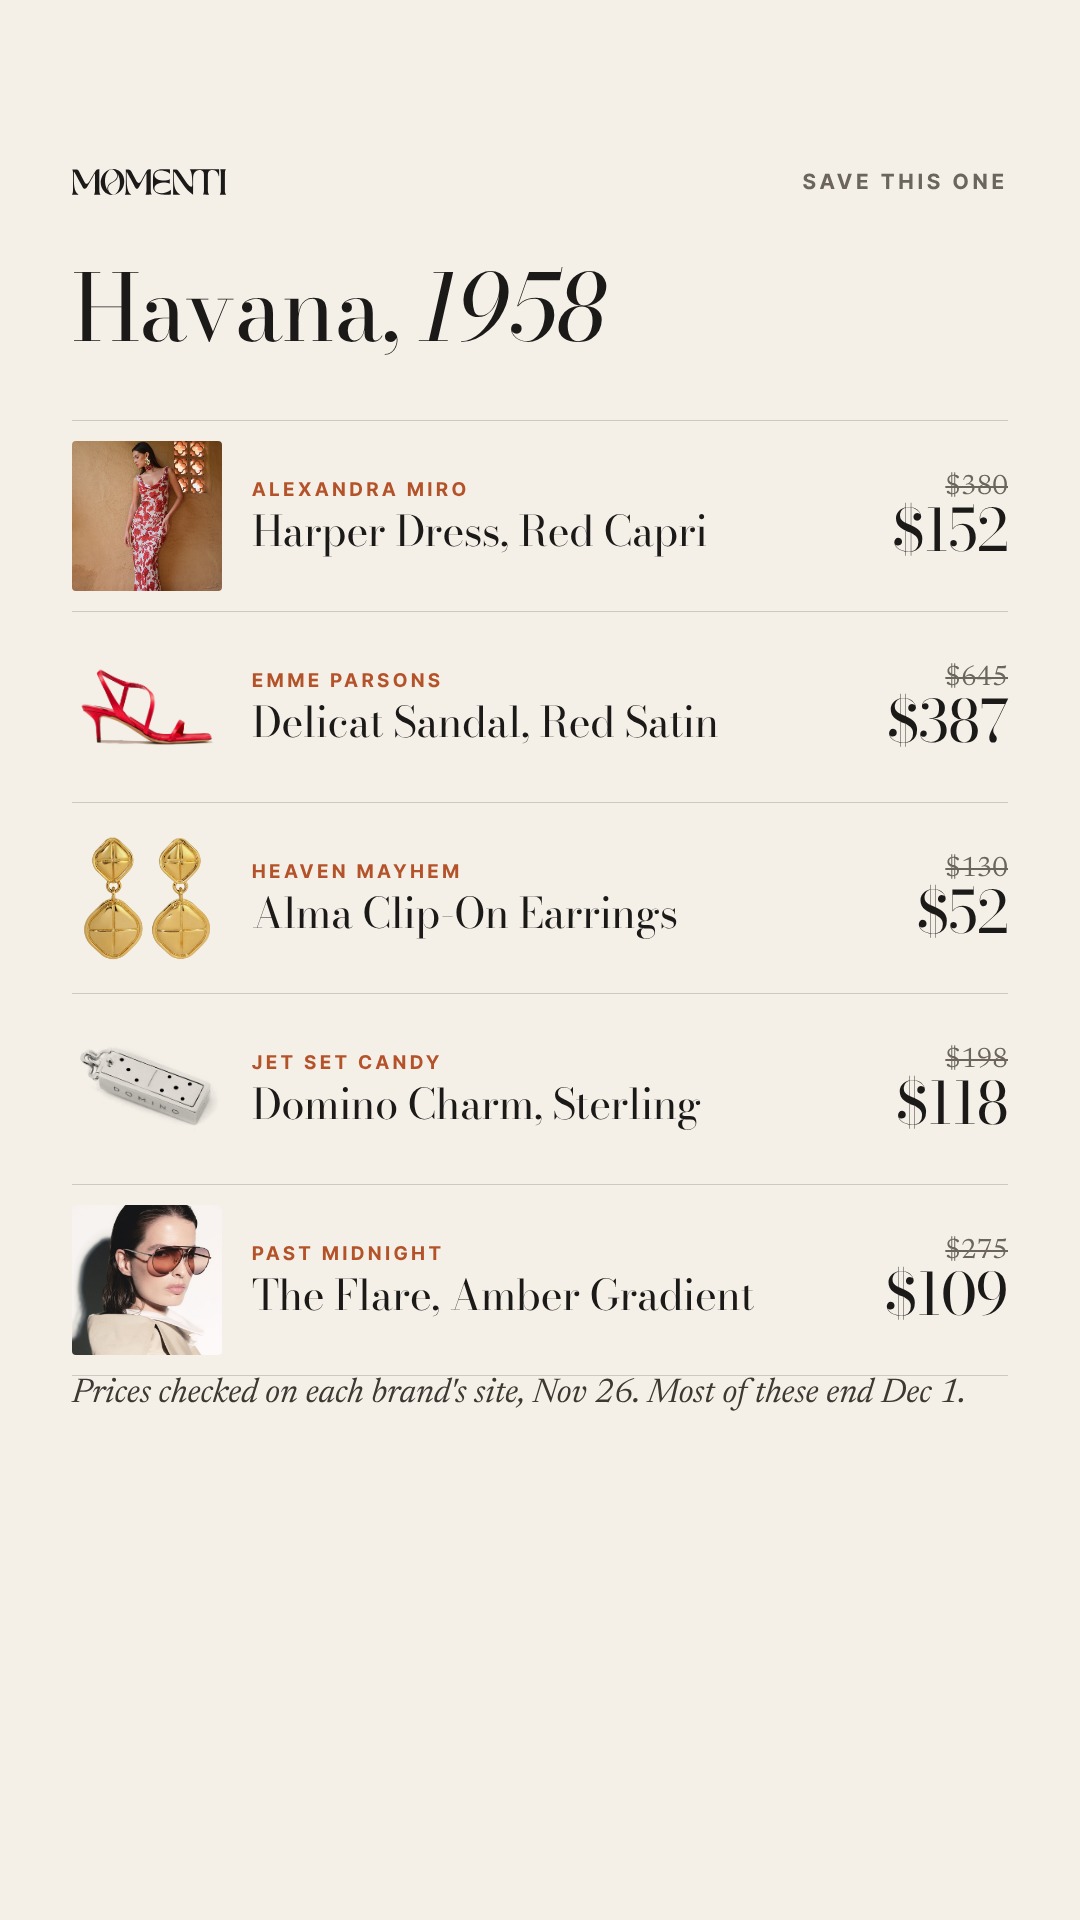 MØMENTI
SAVE THIS ONE
Havana, 1958
ALEXANDRA MIRO
Harper Dress, Red Capri
$380
$152
EMME PARSONS
Delicat Sandal, Red Satin
$645
$387
HEAVEN MAYHEM
Alma Clip-On Earrings
$130
$52
DOMINO
JET SET CANDY
Domino Charm, Sterling
$198
$118
PAST MIDNIGHT
The Flare, Amber Gradient
$275
$109
Prices checked on each brand's site, Nov 26. Most of these end Dec 1.